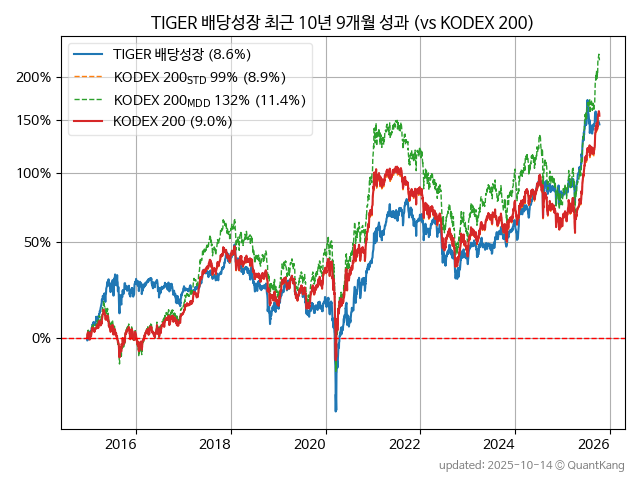 TIGER 배당성장 최근 10년 9개월 성과 (vs KODEX 200)
TIGER 배당성장 (8.6%)
KODEX 200STD 99% (8.9%)
KODEX 200MDD 132% (11.4%)
KODEX 200 (9.0%)
200%
150%
100%
50%
0%
2016 2018 2020 2022 2024 2026
updated: 2025-10-14 © QuantKang